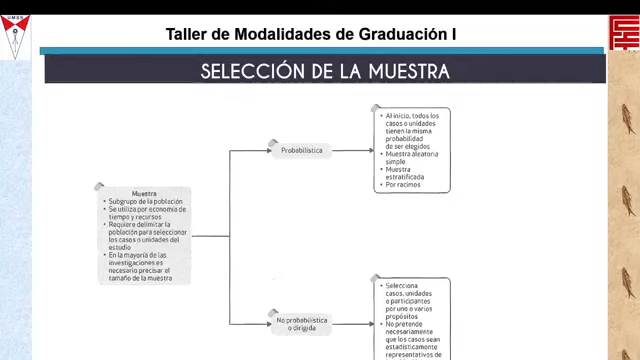 UMSS
Taller de Modalidades de Graduación I
SELECCIÓN DE LA MUESTRA
• Al inicio, todos los
casos o unidades
tienen la misma
probabilidad
de ser elegidos
• Muestra aleatoria
simple
• Muestra
estratificada
• Por racimos
Probabilística
Muestra
• Subgrupo de la población
• Se utiliza por economía de
tiempo y recursos
• Requiere delimitar la
población para seleccionar
los casos o unidades del
estudio
• En la mayoría de las
investigaciones es
necesario precisar el
tamaño de la muestra
No probabilística
o dirigida
• Selecciona
casos, unidades
o participantes
por uno o varios
propósitos
• No pretende
necesariamente
que los casos sean
estadísticamente
representativos de